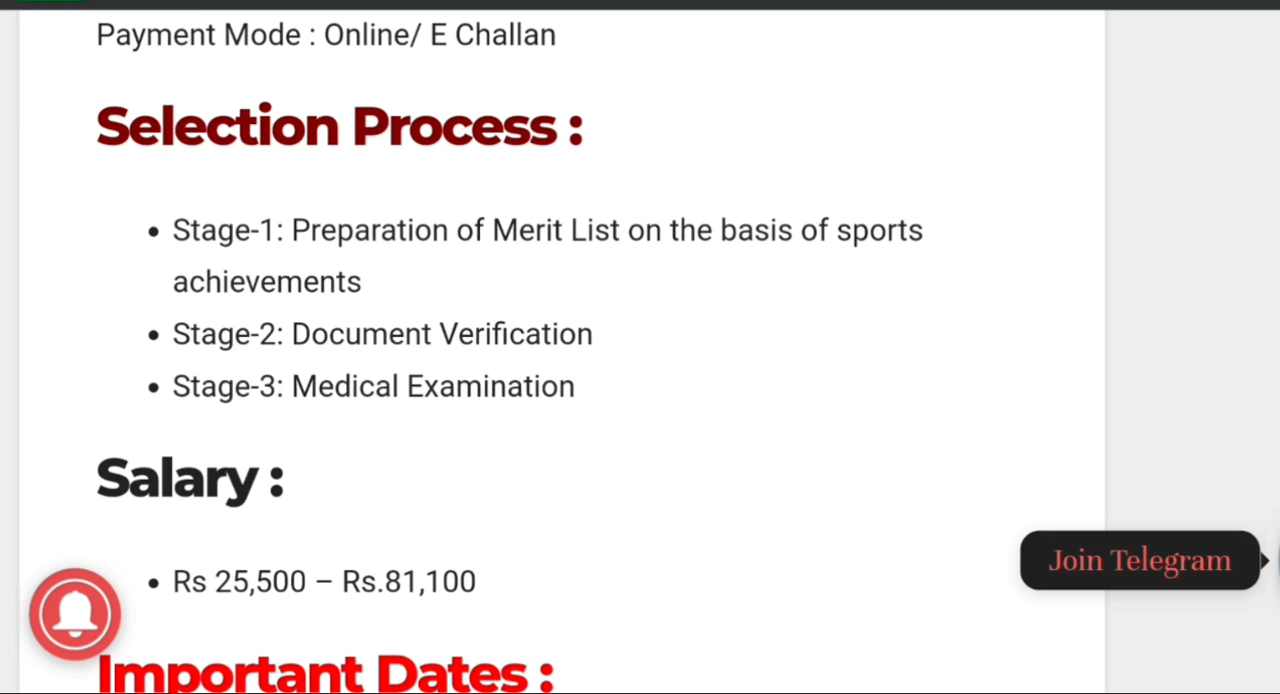 Payment Mode : Online/ E Challan
Selection Process :
Stage-1: Preparation of Merit List on the basis of sports
achievements
Stage-2: Document Verification
Stage-3: Medical Examination
Salary :
Rs 25,500 – Rs.81,100
Join Telegram
Important Dates :